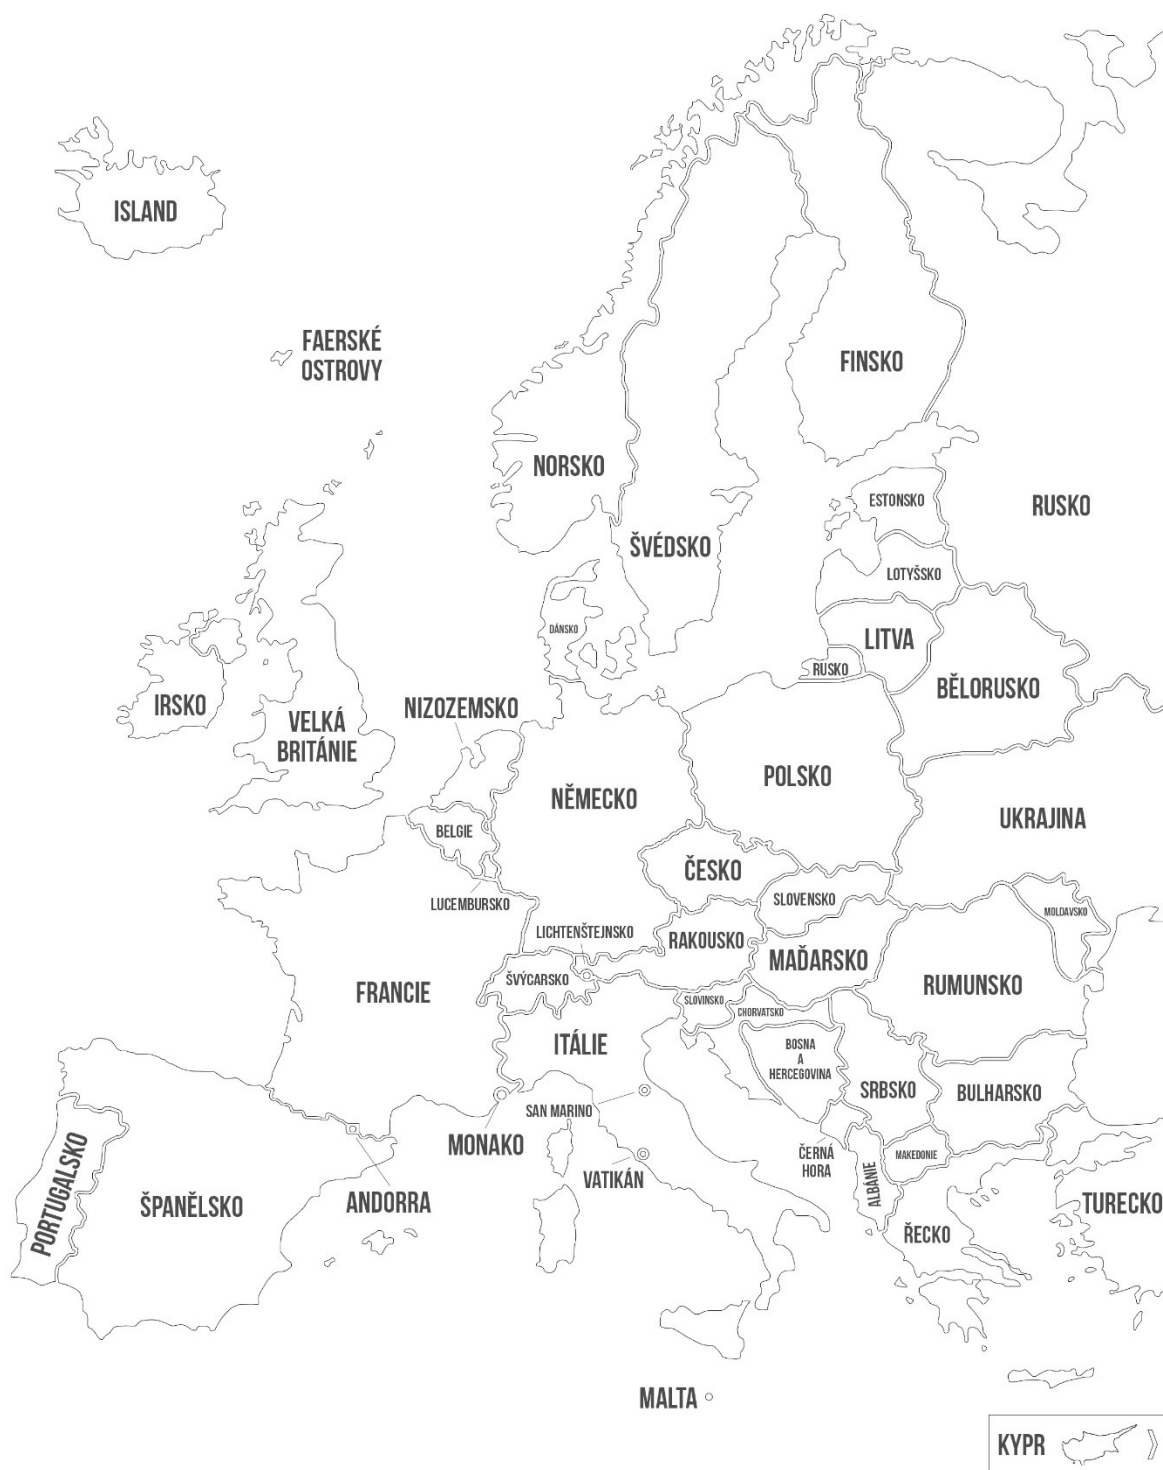 ISLAND
FAERSKÉ
OSTROVY
FINSKO
NORSKO
ESTONSKO
RUSKO
ŠVÉDSKO
LOTYŠSKO
DÁNSKO
LITVA
RUSKO
BĚLORUSKO
IRSKO
NIZOZEMSKO
VELKÁ
BRITÁNIE
POLSKO
NĚMECKO
UKRAJINA
BELGIE
ČESKO
SLOVENSKO
LUCEMBURSKO
MOLDAVSKO
LICHTENŠTEJNSKO
RAKOUSKO
MAĎARSKO
ŠVÝCARSKO
FRANCIE
RUMUNSKO
SLOVINSKO
CHORVATSKO
ITÁLIE
BOSNA
A
HERCEGOVINA
SRBSKO
BULHARSKO
SAN MARINO
MONAKO
ČERNÁ
HORA
MAKEDONIE
VATIKÁN
ALBÁNIE
PORTUGALSKO
ŠPANĚLSKO
ANDORRA
TURECKO
ŘECKO
MALTA
KYPR